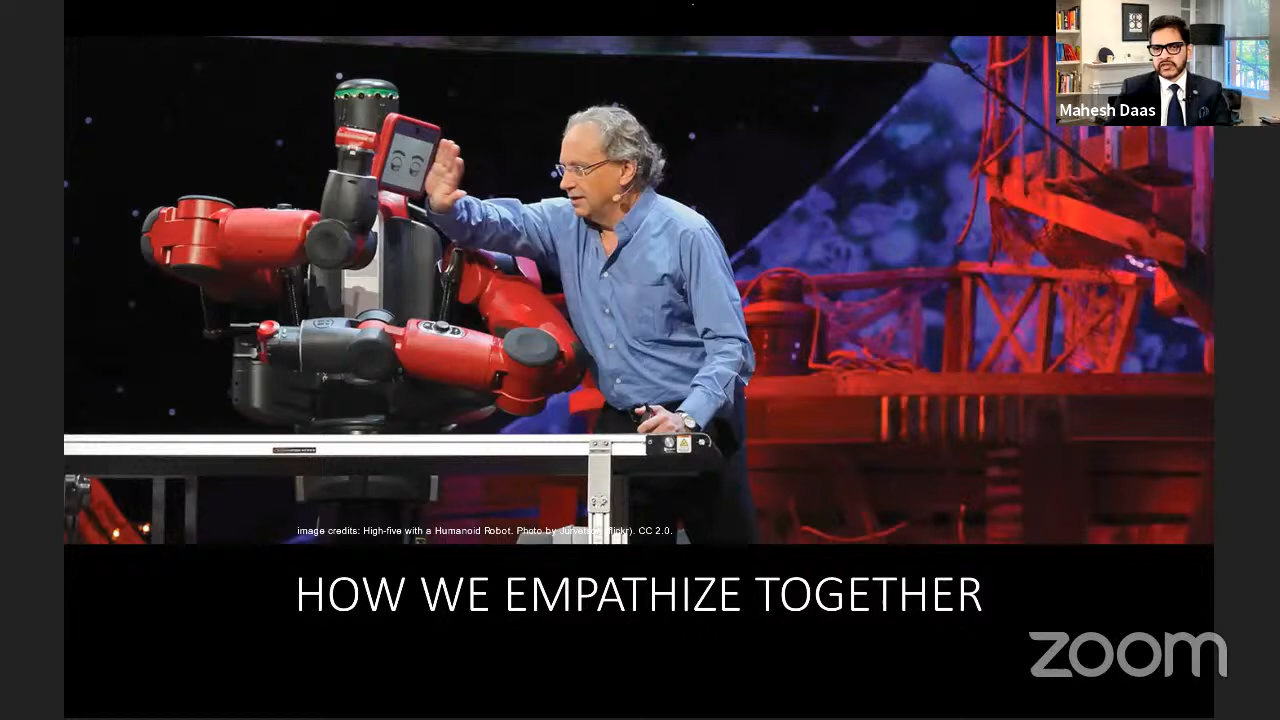 Mahesh Daas
image credits: High-five with a Humanoid Robot. Photo by flickr). CC 2.0.
HOW WE EMPATHIZE TOGETHER
zoom